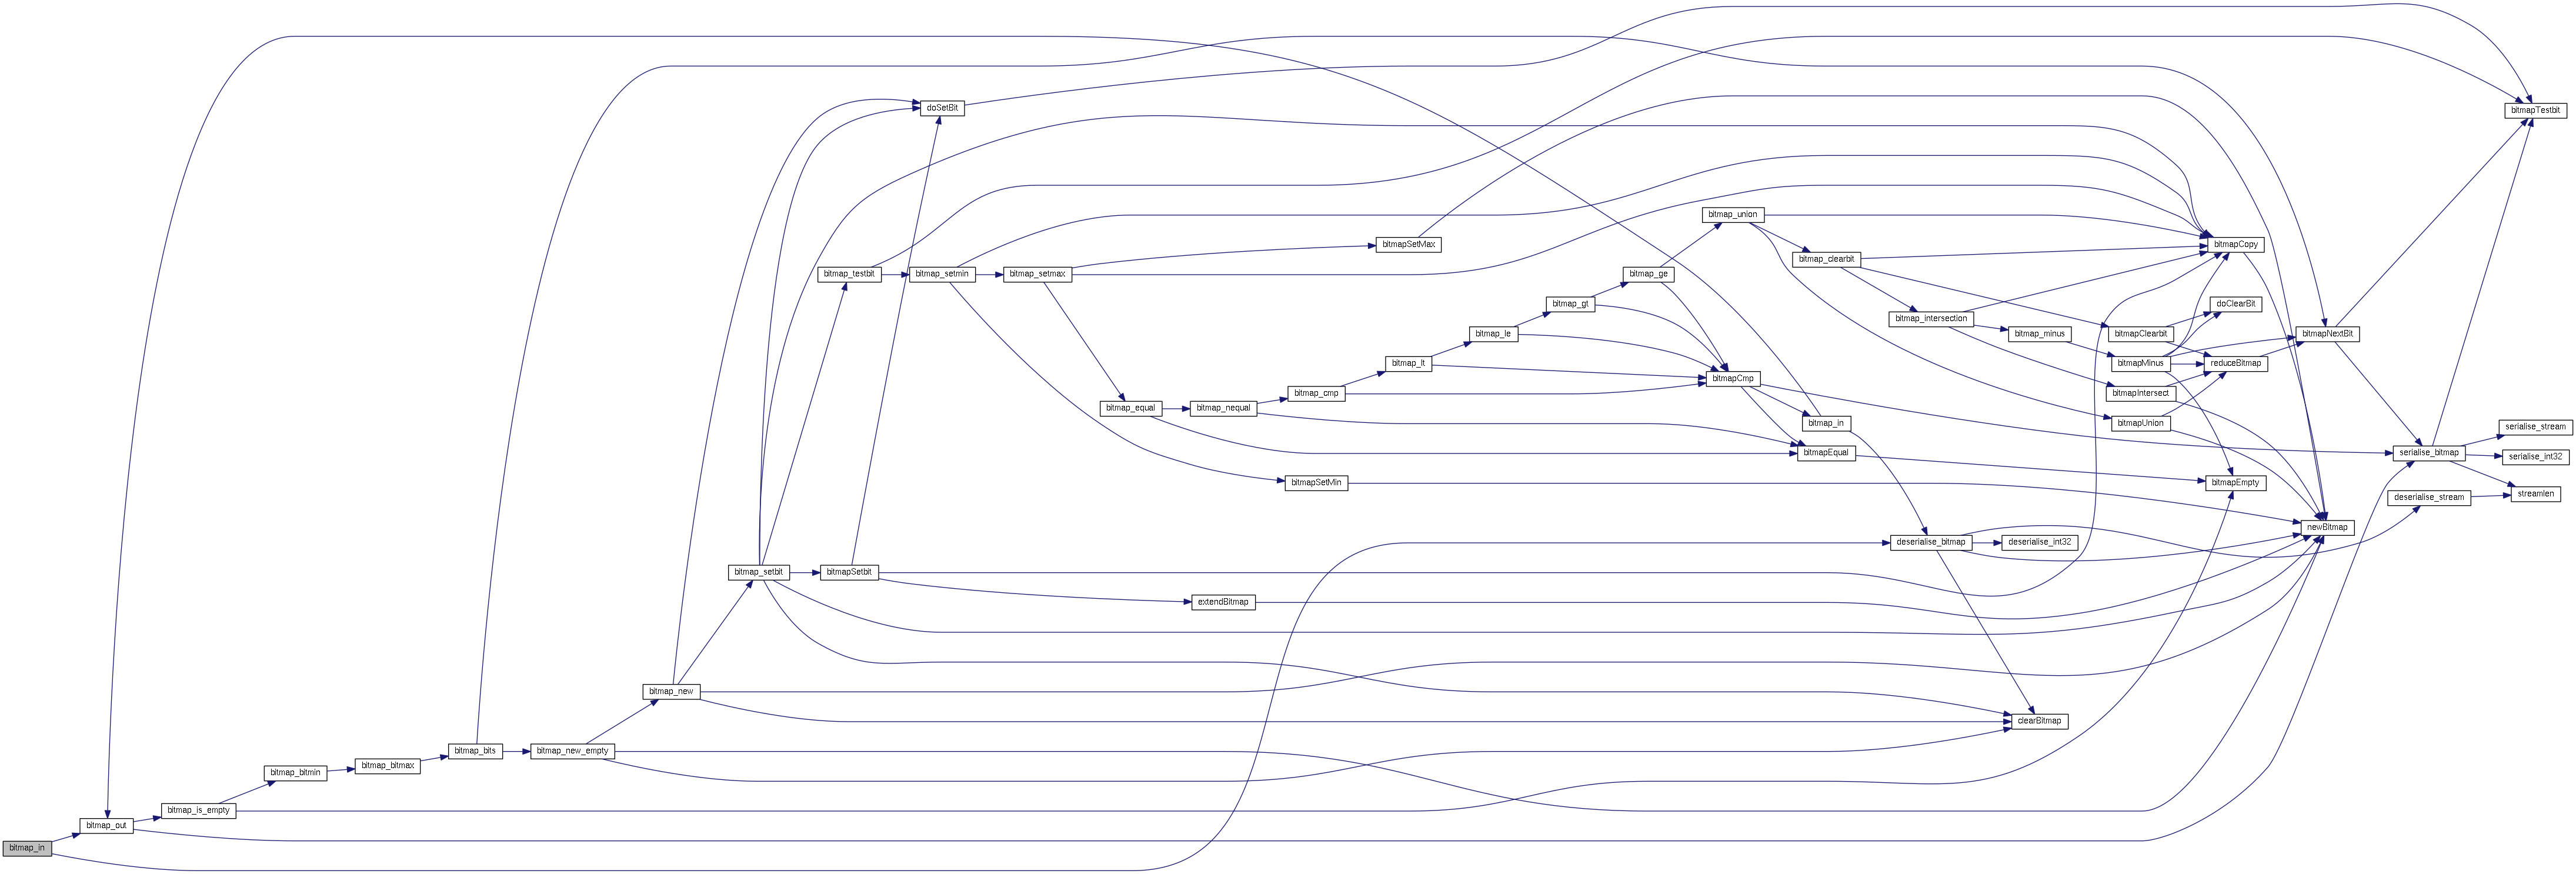 bitmap_in
bitmap_out
bitmap_is_empty
bitmap_bitmin
bitmap_bitmax
bitmap_bits
bitmap_new_empty
bitmap_new
bitmap_setbit
bitmapSetbit
doSetBit
bitmap_testbit
bitmap_setmin
bitmap_setmax
bitmap_equal
bitmap_nequal
extendBitmap
bitmapSetMin
bitmap_cmp
bitmapSetMax
bitmap_lt
bitmap_le
bitmap_gt
bitmap_ge
bitmap_union
bitmapCmp
bitmap_clearbit
bitmap_in
bitmapEqual
bitmap_intersection
deserialise_bitmap
bitmap_minus
deserialise_int32
clearBitmap
bitmapClearbit
bitmapMinus
bitmapIntersect
bitmapUnion
bitmapCopy
doClearBit
reduceBitmap
bitmapEmpty
bitmapNextBit
newBitmap
serialise_bitmap
deserialise_stream
bitmapTestbit
serialise_stream
serialise_int32
streamlen